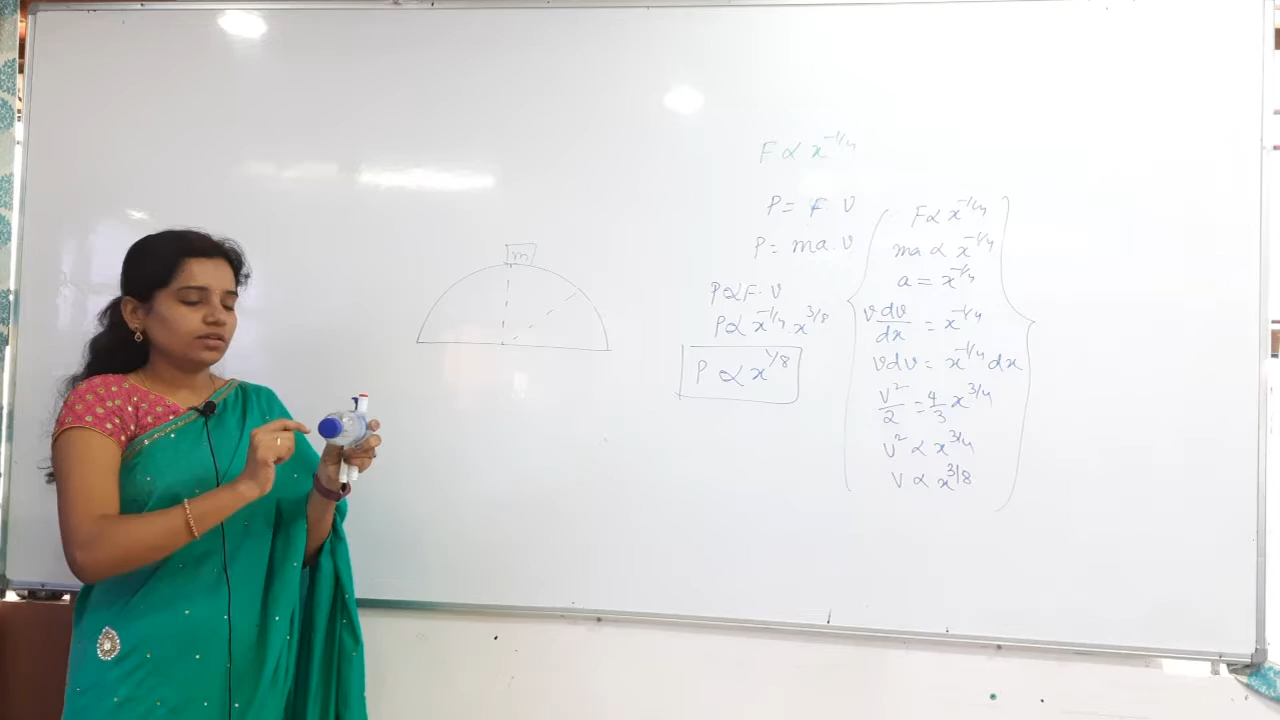 m
F ∝ x^-1/4
P = F · V
P = ma · V
P ∝ F · V
P ∝ x^-1/4 · x^3/8
P ∝ x^1/8
F ∝ x^-1/4
ma ∝ x^-1/4
a = x^-1/4
v dv/dx = x^-1/4
v dv = x^-1/4 dx
v²/2 = 4/3 x^3/4
v² ∝ x^3/4
v ∝ x^3/8